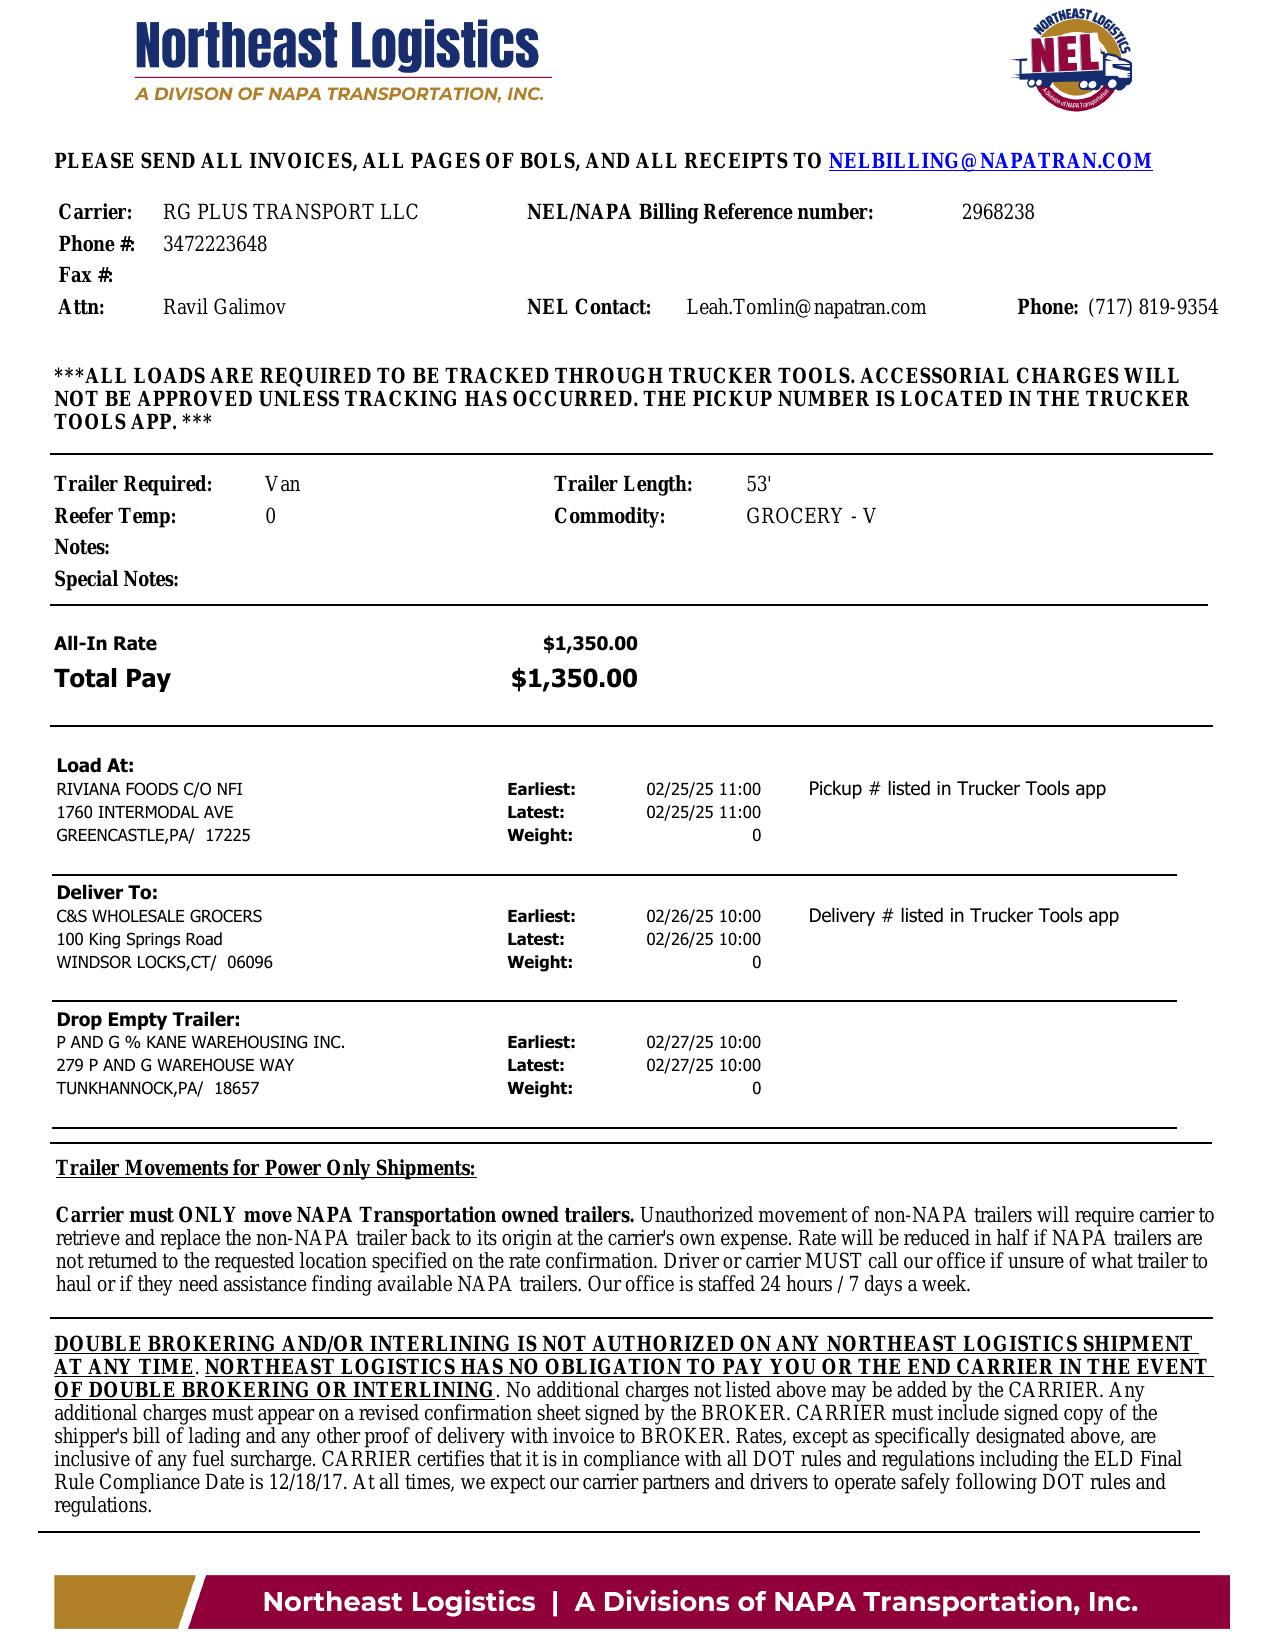 Northeast Logistics
A DIVISON OF NAPA TRANSPORTATION, INC.
NORTHEAST LOGISTICS
NEL
A Division of NAPA Transportation
PLEASE SEND ALL INVOICES, ALL PAGES OF BOLS, AND ALL RECEIPTS TO NELBILLING@NAPATRAN.COM
Carrier: RG PLUS TRANSPORT LLC NEL/NAPA Billing Reference number: 2968238
Phone #: 3472223648
Fax #:
Attn: Ravil Galimov NEL Contact: Leah.Tomlin@napatran.com Phone: (717) 819-9354
***ALL LOADS ARE REQUIRED TO BE TRACKED THROUGH TRUCKER TOOLS. ACCESSORIAL CHARGES WILL
NOT BE APPROVED UNLESS TRACKING HAS OCCURRED. THE PICKUP NUMBER IS LOCATED IN THE TRUCKER
TOOLS APP. ***
Trailer Required: Van Trailer Length: 53'
Reefer Temp: 0 Commodity: GROCERY - V
Notes:
Special Notes:
All-In Rate $1,350.00
Total Pay $1,350.00
Load At:
RIVIANA FOODS C/O NFI Earliest: 02/25/25 11:00 Pickup # listed in Trucker Tools app
1760 INTERMODAL AVE Latest: 02/25/25 11:00
GREENCASTLE,PA/ 17225 Weight: 0
Deliver To:
C&S WHOLESALE GROCERS Earliest: 02/26/25 10:00 Delivery # listed in Trucker Tools app
100 King Springs Road Latest: 02/26/25 10:00
WINDSOR LOCKS,CT/ 06096 Weight: 0
Drop Empty Trailer:
P AND G % KANE WAREHOUSING INC. Earliest: 02/27/25 10:00
279 P AND G WAREHOUSE WAY Latest: 02/27/25 10:00
TUNKHANNOCK,PA/ 18657 Weight: 0
Trailer Movements for Power Only Shipments:
Carrier must ONLY move NAPA Transportation owned trailers. Unauthorized movement of non-NAPA trailers will require carrier to
retrieve and replace the non-NAPA trailer back to its origin at the carrier's own expense. Rate will be reduced in half if NAPA trailers are
not returned to the requested location specified on the rate confirmation. Driver or carrier MUST call our office if unsure of what trailer to
haul or if they need assistance finding available NAPA trailers. Our office is staffed 24 hours / 7 days a week.
DOUBLE BROKERING AND/OR INTERLINING IS NOT AUTHORIZED ON ANY NORTHEAST LOGISTICS SHIPMENT
AT ANY TIME. NORTHEAST LOGISTICS HAS NO OBLIGATION TO PAY YOU OR THE END CARRIER IN THE EVENT
OF DOUBLE BROKERING OR INTERLINING. No additional charges not listed above may be added by the CARRIER. Any
additional charges must appear on a revised confirmation sheet signed by the BROKER. CARRIER must include signed copy of the
shipper's bill of lading and any other proof of delivery with invoice to BROKER. Rates, except as specifically designated above, are
inclusive of any fuel surcharge. CARRIER certifies that it is in compliance with all DOT rules and regulations including the ELD Final
Rule Compliance Date is 12/18/17. At all times, we expect our carrier partners and drivers to operate safely following DOT rules and
regulations.
Northeast Logistics | A Divisions of NAPA Transportation, Inc.